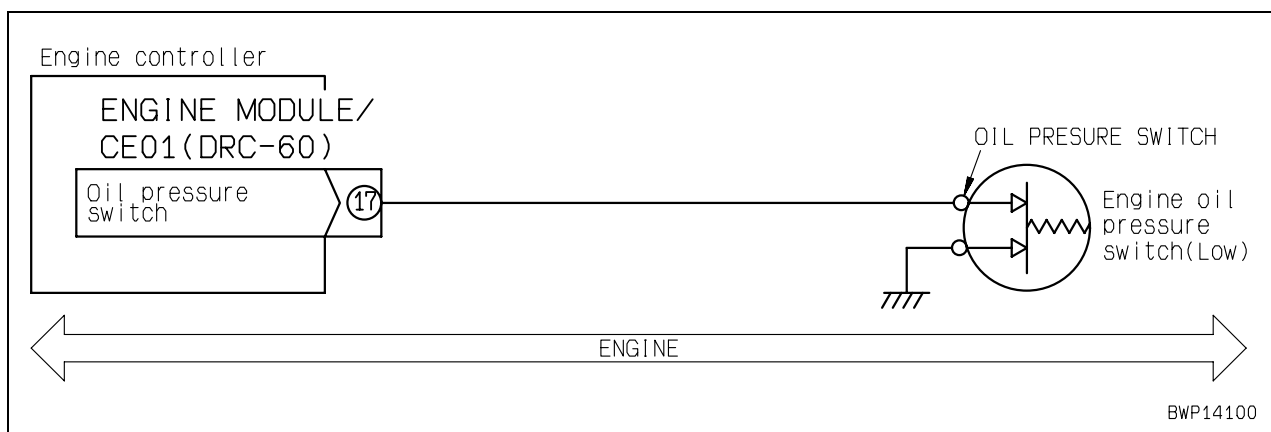 Engine controller
ENGINE MODULE/
CE01(DRC-60)
Oil pressure
switch
17
OIL PRESURE SWITCH
Engine oil
pressure
switch(Low)
ENGINE
BWP14100